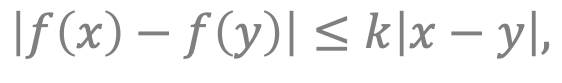 |f(x) − f(y)| ≤ k|x − y|,